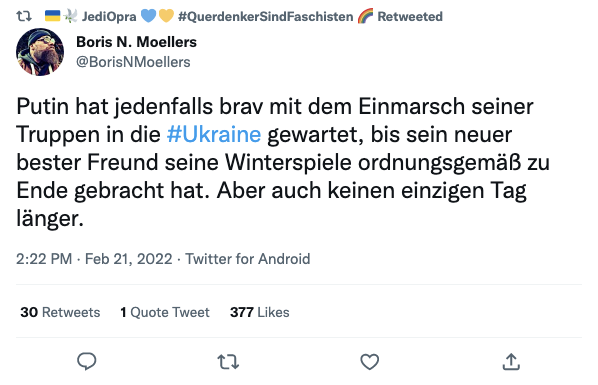 JediOpra 💙💛 #QuerdenkerSindFaschisten 🌈 Retweeted
Boris N. Moellers
@BorisNMoellers
Putin hat jedenfalls brav mit dem Einmarsch seiner
Truppen in die #Ukraine gewartet, bis sein neuer
bester Freund seine Winterspiele ordnungsgemäß zu
Ende gebracht hat. Aber auch keinen einzigen Tag
länger.
2:22 PM · Feb 21, 2022 · Twitter for Android
30 Retweets 1 Quote Tweet 377 Likes